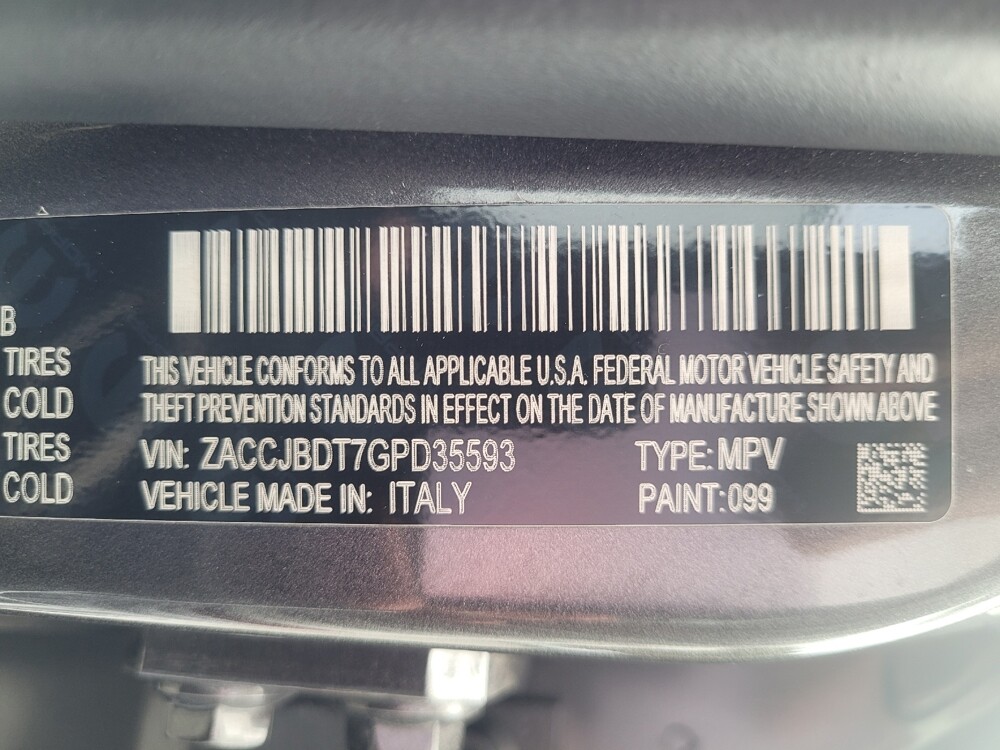 B
THIS VEHICLE CONFORMS TO ALL APPLICABLE U.S.A. FEDERAL MOTOR VEHICLE SAFETY AND
THEFT PREVENTION STANDARDS IN EFFECT ON THE DATE OF MANUFACTURE SHOWN ABOVE
TIRES
COLD
TIRES
COLD
VIN: ZACCJBDT7GPD35593 TYPE: MPV
VEHICLE MADE IN: ITALY PAINT: 099